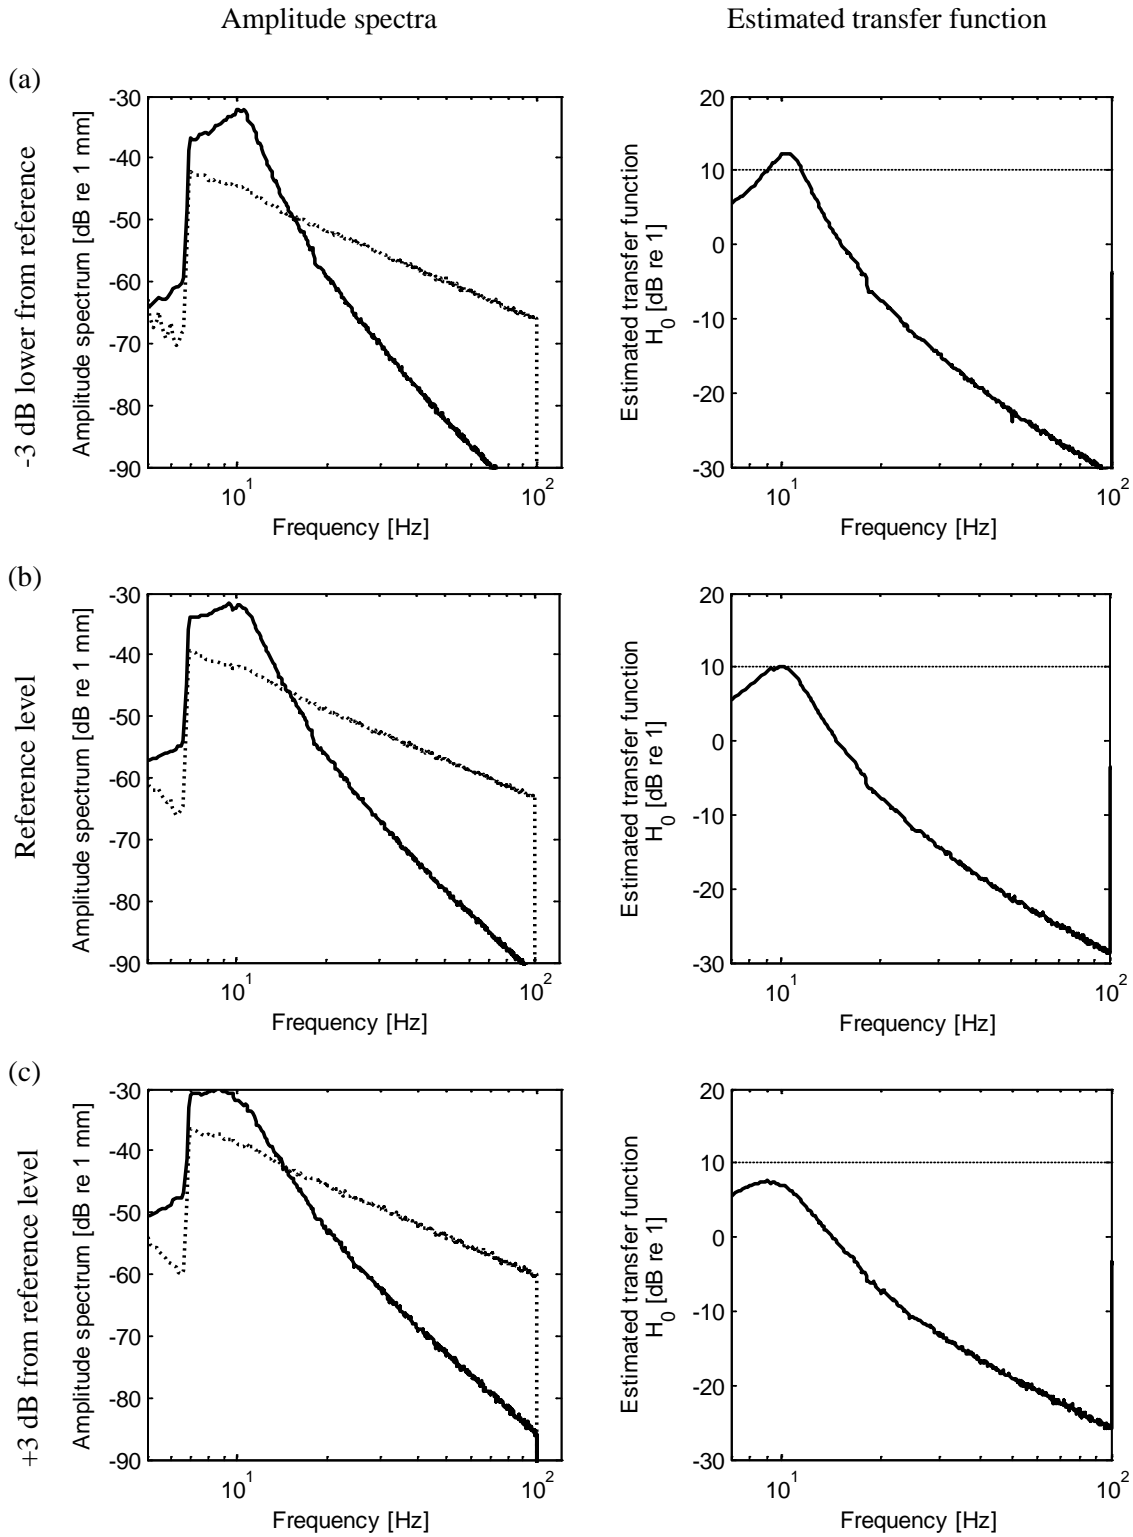 Amplitude spectra
Estimated transfer function
(a)
-3 dB lower from reference
Amplitude spectrum [dB re 1 mm]
-30
-40
-50
-60
-70
-80
-90
10^1
10^2
Frequency [Hz]
Estimated transfer function
H_0 [dB re 1]
20
10
0
-10
-20
-30
10^1
10^2
Frequency [Hz]
(b)
Reference level
Amplitude spectrum [dB re 1 mm]
-30
-40
-50
-60
-70
-80
-90
10^1
10^2
Frequency [Hz]
Estimated transfer function
H_0 [dB re 1]
20
10
0
-10
-20
-30
10^1
10^2
Frequency [Hz]
(c)
+3 dB from reference level
Amplitude spectrum [dB re 1 mm]
-30
-40
-50
-60
-70
-80
-90
10^1
10^2
Frequency [Hz]
Estimated transfer function
H_0 [dB re 1]
20
10
0
-10
-20
-30
10^1
10^2
Frequency [Hz]